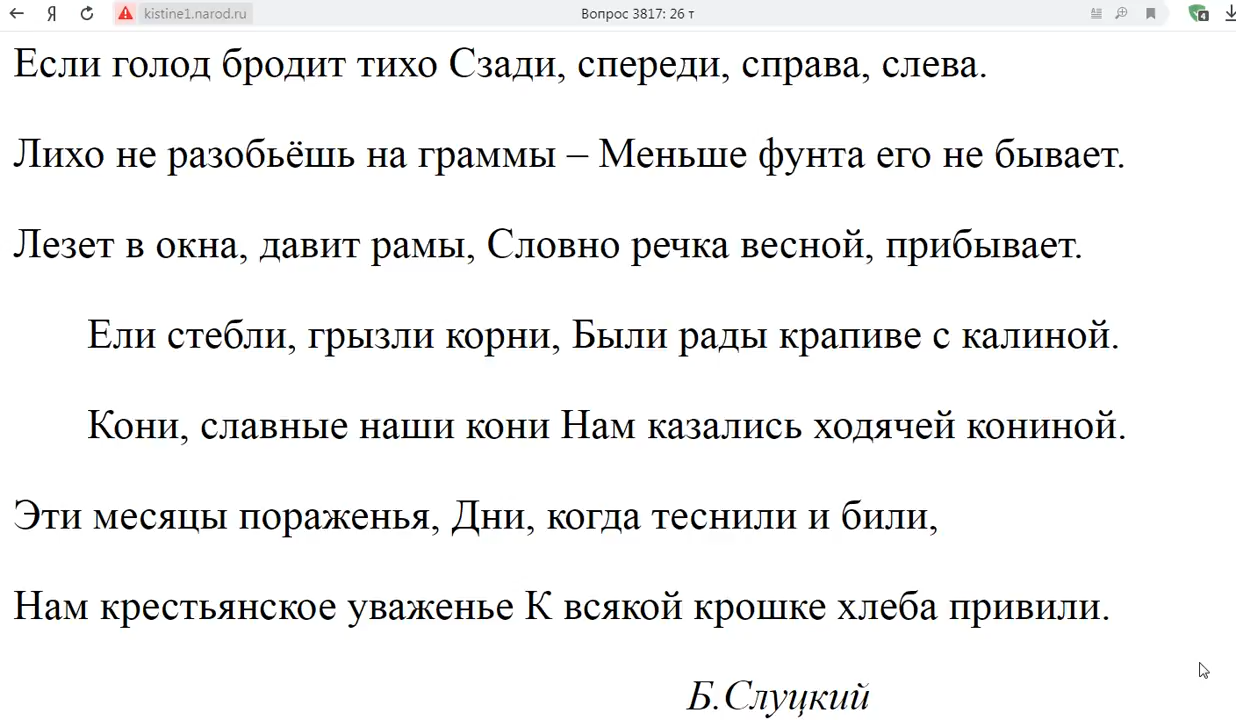 kistine1.narod.ru Вопрос 3817: 26 т
Если голод бродит тихо Сзади, спереди, справа, слева.
Лихо не разобьёшь на граммы – Меньше фунта его не бывает.
Лезет в окна, давит рамы, Словно речка весной, прибывает.
Ели стебли, грызли корни, Были рады крапиве с калиной.
Кони, славные наши кони Нам казались ходячей кониной.
Эти месяцы пораженья, Дни, когда теснили и били,
Нам крестьянское уваженье К всякой крошке хлеба привили.
Б.Слуцкий